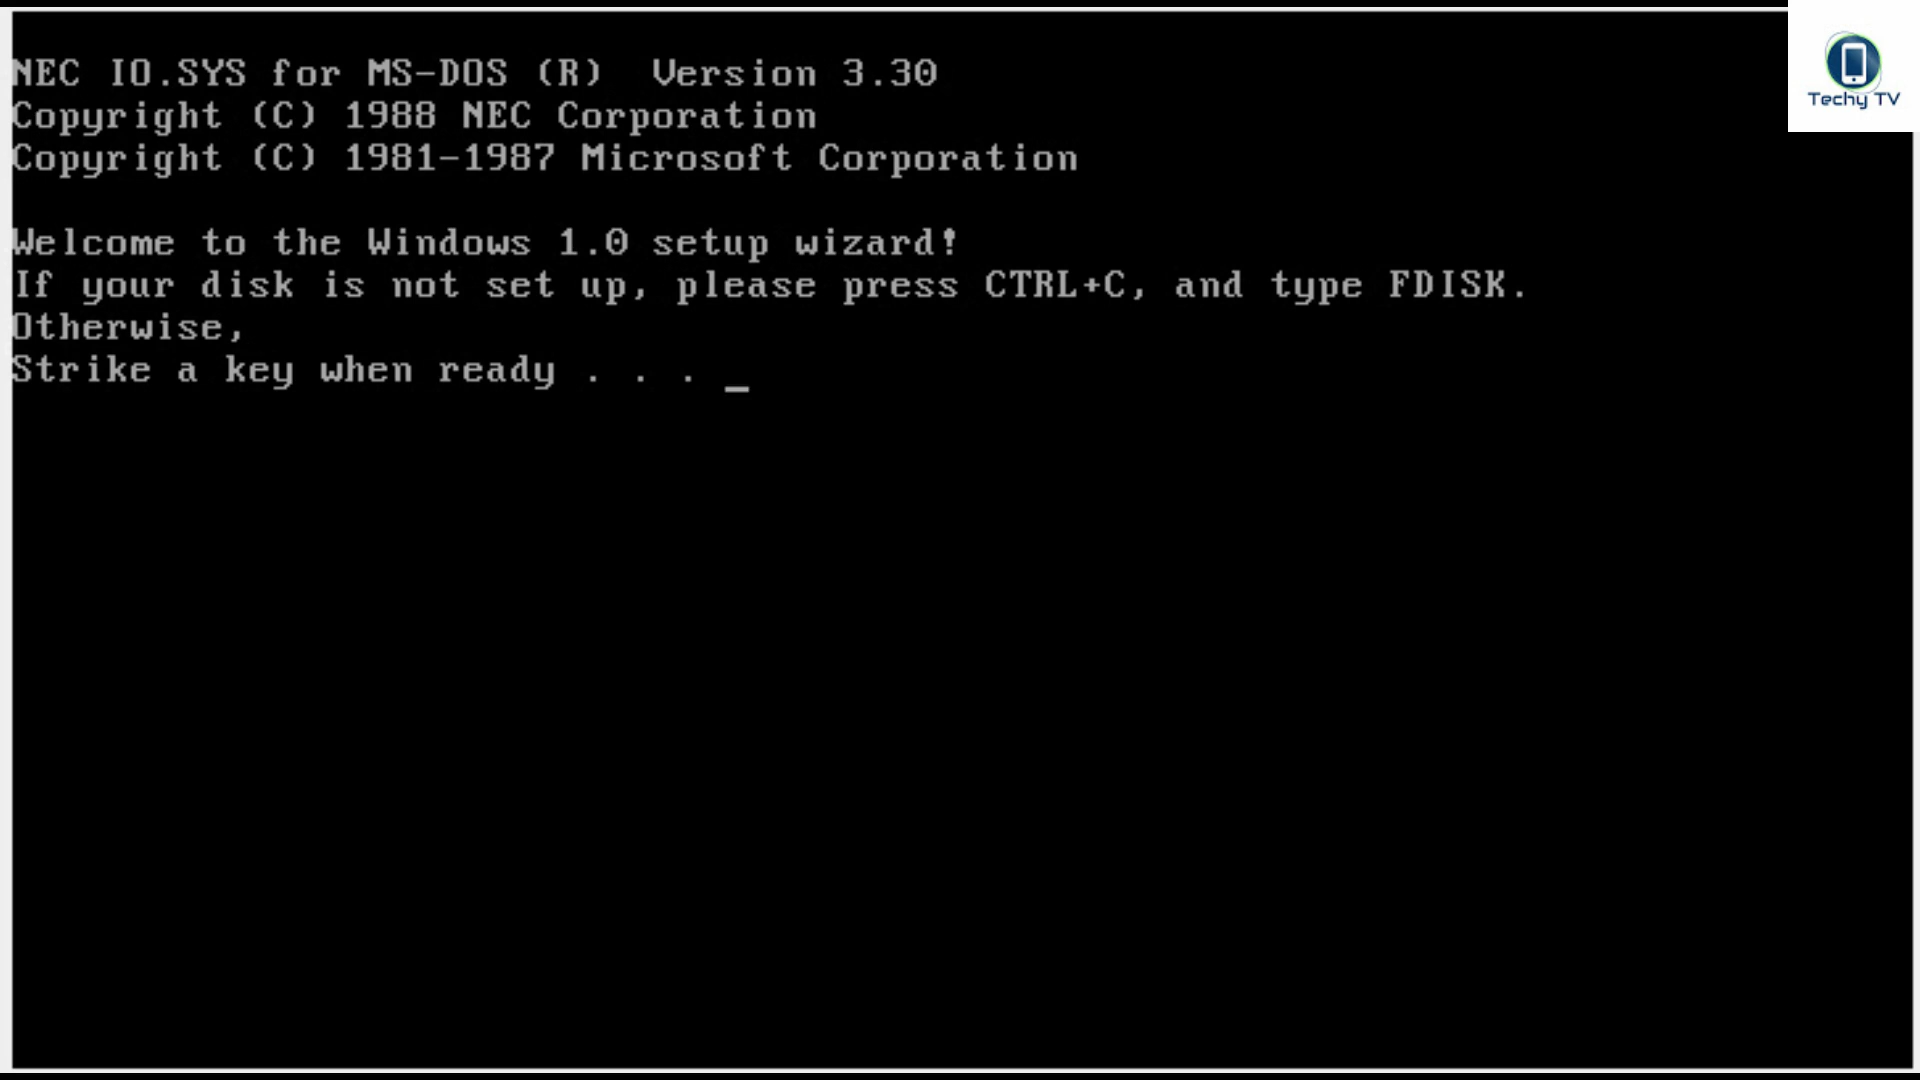 NEC IO.SYS for MS-DOS (R)  Version 3.30
Copyright (C) 1988 NEC Corporation
Copyright (C) 1981-1987 Microsoft Corporation
Welcome to the Windows 1.0 setup wizard!
If your disk is not set up, please press CTRL+C, and type FDISK.
Otherwise,
Strike a key when ready . . . _
Techy TV